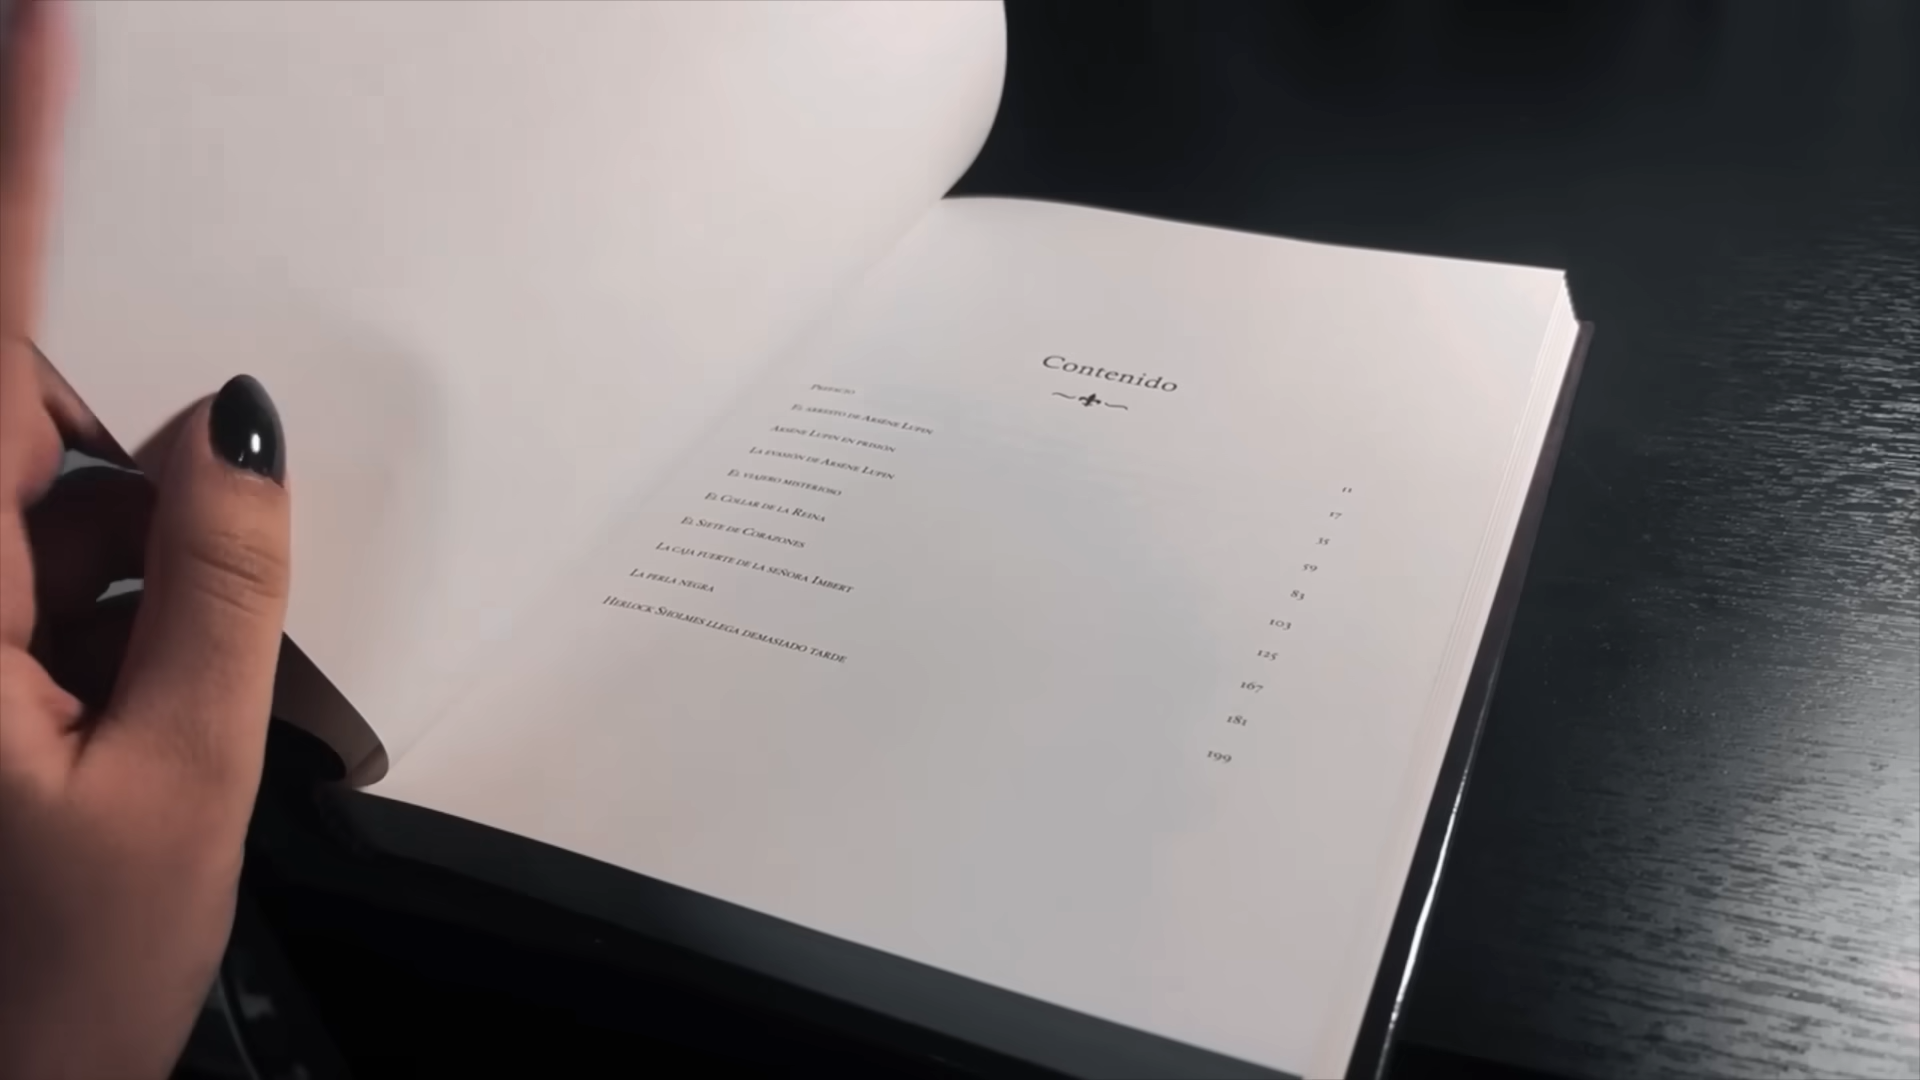 Contenido
Prefacio 11
El arresto de Arsène Lupin 17
Arsène Lupin en prisión 35
La evasión de Arsène Lupin 59
El viajero misterioso 83
El Collar de la Reina 103
El Siete de Corazones 125
La caja fuerte de la señora Imbert 167
La perla negra 181
Herlock Sholmes llega demasiado tarde 199